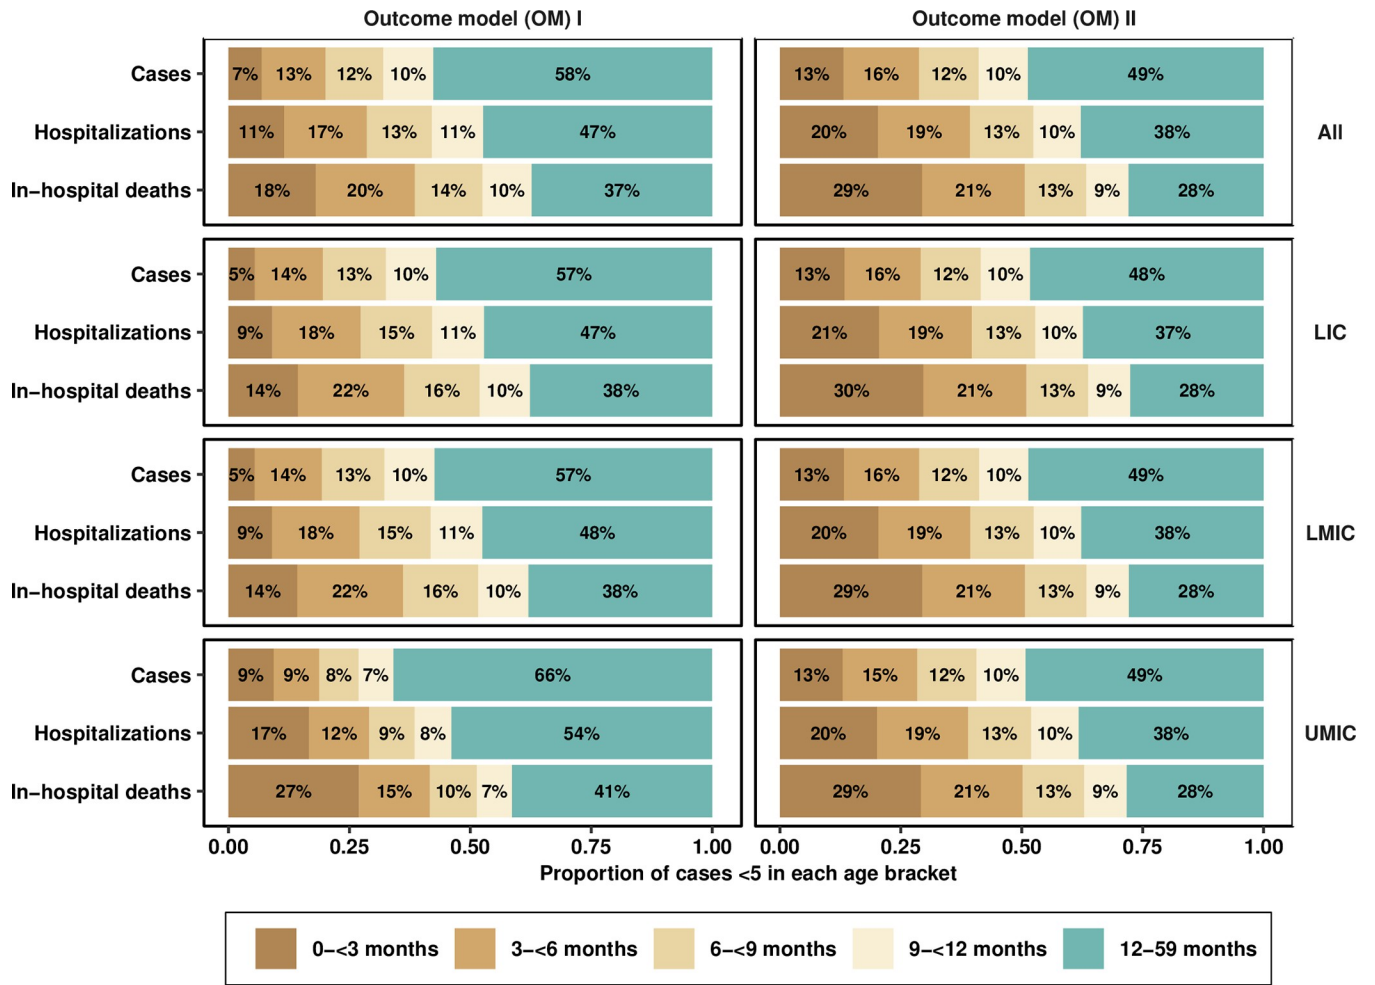 Outcome model (OM) I Outcome model (OM) II
Cases 7% 13% 12% 10% 58% 13% 16% 12% 10% 49%
Hospitalizations 11% 17% 13% 11% 47% 20% 19% 13% 10% 38% All
In-hospital deaths 18% 20% 14% 10% 37% 29% 21% 13% 9% 28%
Cases 5% 14% 13% 10% 57% 13% 16% 12% 10% 48%
Hospitalizations 9% 18% 15% 11% 47% 21% 19% 13% 10% 37% LIC
In-hospital deaths 14% 22% 16% 10% 38% 30% 21% 13% 9% 28%
Cases 5% 14% 13% 10% 57% 13% 16% 12% 10% 49%
Hospitalizations 9% 18% 15% 11% 48% 20% 19% 13% 10% 38% LMIC
In-hospital deaths 14% 22% 16% 10% 38% 29% 21% 13% 9% 28%
Cases 9% 9% 8% 7% 66% 13% 15% 12% 10% 49%
Hospitalizations 17% 12% 9% 8% 54% 20% 19% 13% 10% 38% UMIC
In-hospital deaths 27% 15% 10% 7% 41% 29% 21% 13% 9% 28%
0.00 0.25 0.50 0.75 1.00 0.00 0.25 0.50 0.75 1.00
Proportion of cases <5 in each age bracket
0-<3 months 3-<6 months 6-<9 months 9-<12 months 12-59 months